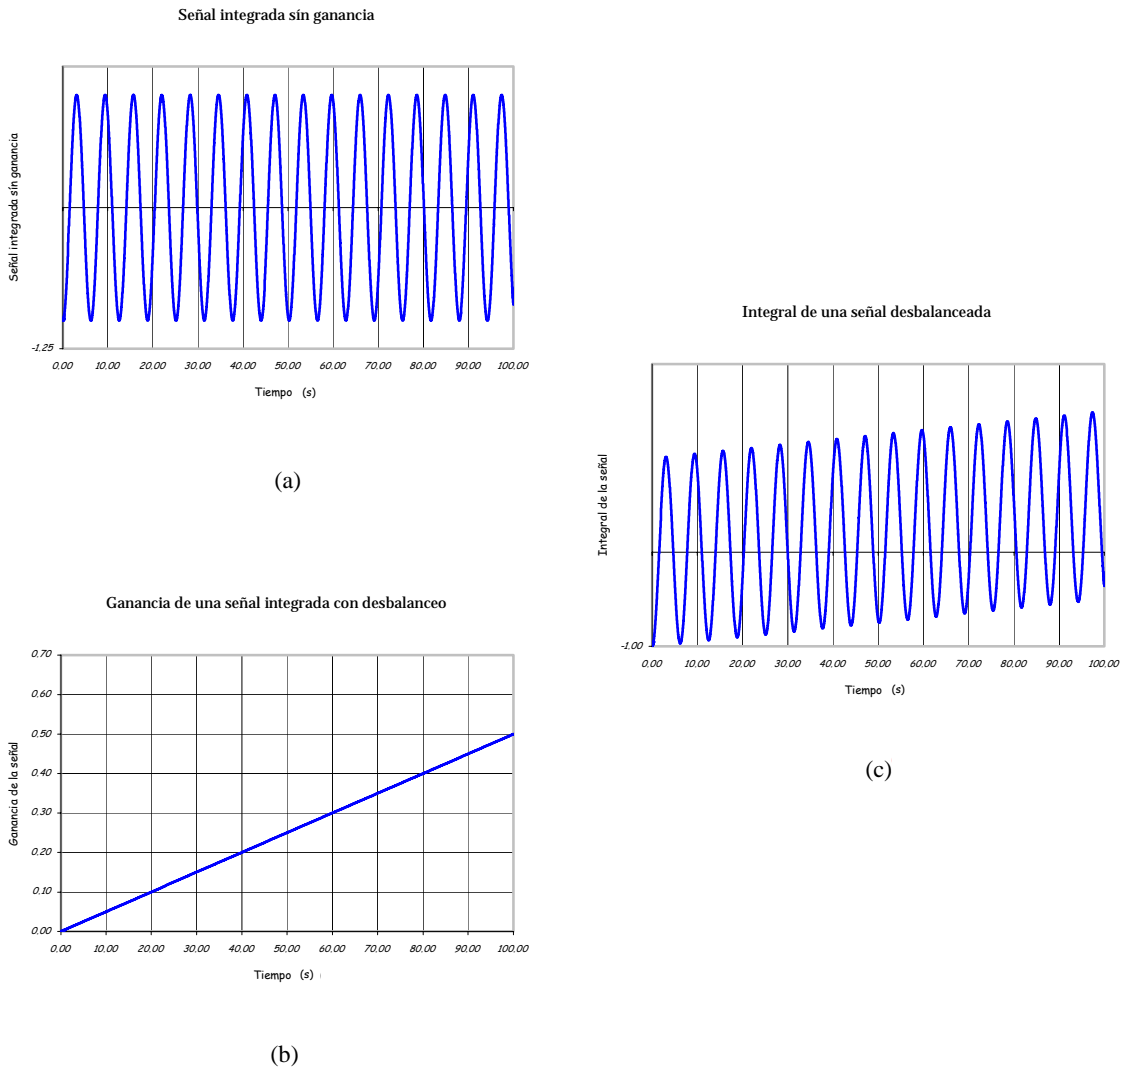 Señal integrada sín ganancia
Señal integrada sín ganancia
-1,25
0,00 10,00 20,00 30,00 40,00 50,00 60,00 70,00 80,00 90,00 100,00
Tiempo (s)
(a)
Ganancia de una señal integrada con desbalanceo
Ganancia de la señal
0,70
0,60
0,50
0,40
0,30
0,20
0,10
0,00
0,00 10,00 20,00 30,00 40,00 50,00 60,00 70,00 80,00 90,00 100,00
Tiempo (s)
(b)
Integral de una señal desbalanceada
Integral de la señal
-1,00
0,00 10,00 20,00 30,00 40,00 50,00 60,00 70,00 80,00 90,00 100,00
Tiempo (s)
(c)